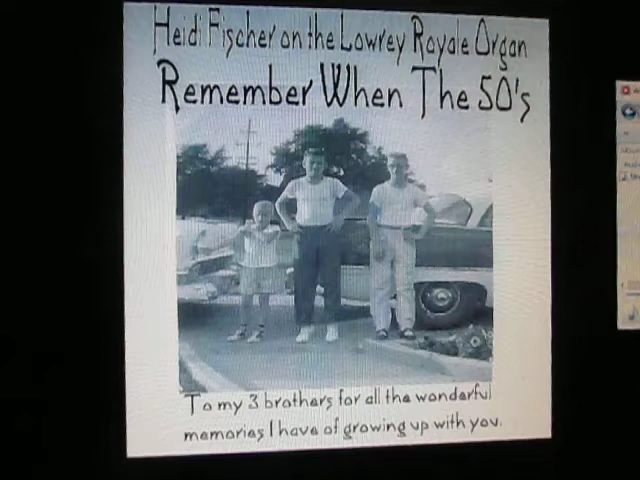 Heidi Fischer on the Lowrey Royale Organ
Remember When The 50's
To my 3 brothers for all the wonderful
memories I have of growing up with you.